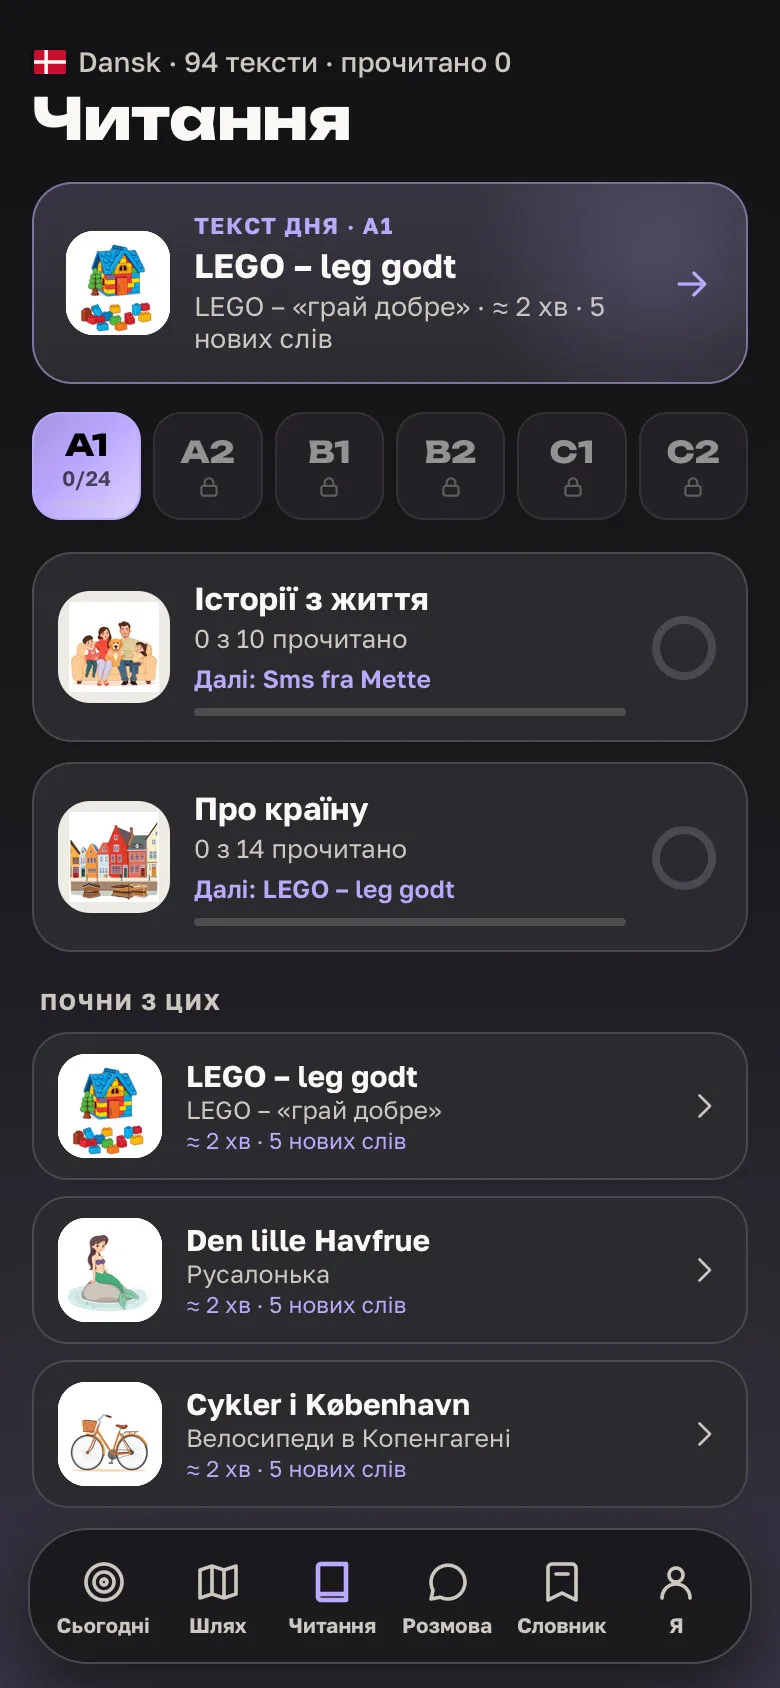 Dansk · 94 тексти · прочитано 0
Читання
ТЕКСТ ДНЯ · A1
LEGO – leg godt
LEGO – «грай добре» · ≈ 2 хв · 5
нових слів
A1
0/24
A2
B1
B2
C1
C2
Історії з життя
0 з 10 прочитано
Далі: Sms fra Mette
Про країну
0 з 14 прочитано
Далі: LEGO – leg godt
ПОЧНИ З ЦИХ
LEGO – leg godt
LEGO – «грай добре»
≈ 2 хв · 5 нових слів
Den lille Havfrue
Русалонька
≈ 2 хв · 5 нових слів
Cykler i København
Велосипеди в Копенгагені
≈ 2 хв · 5 нових слів
Сьогодні
Шлях
Читання
Розмова
Словник
Я